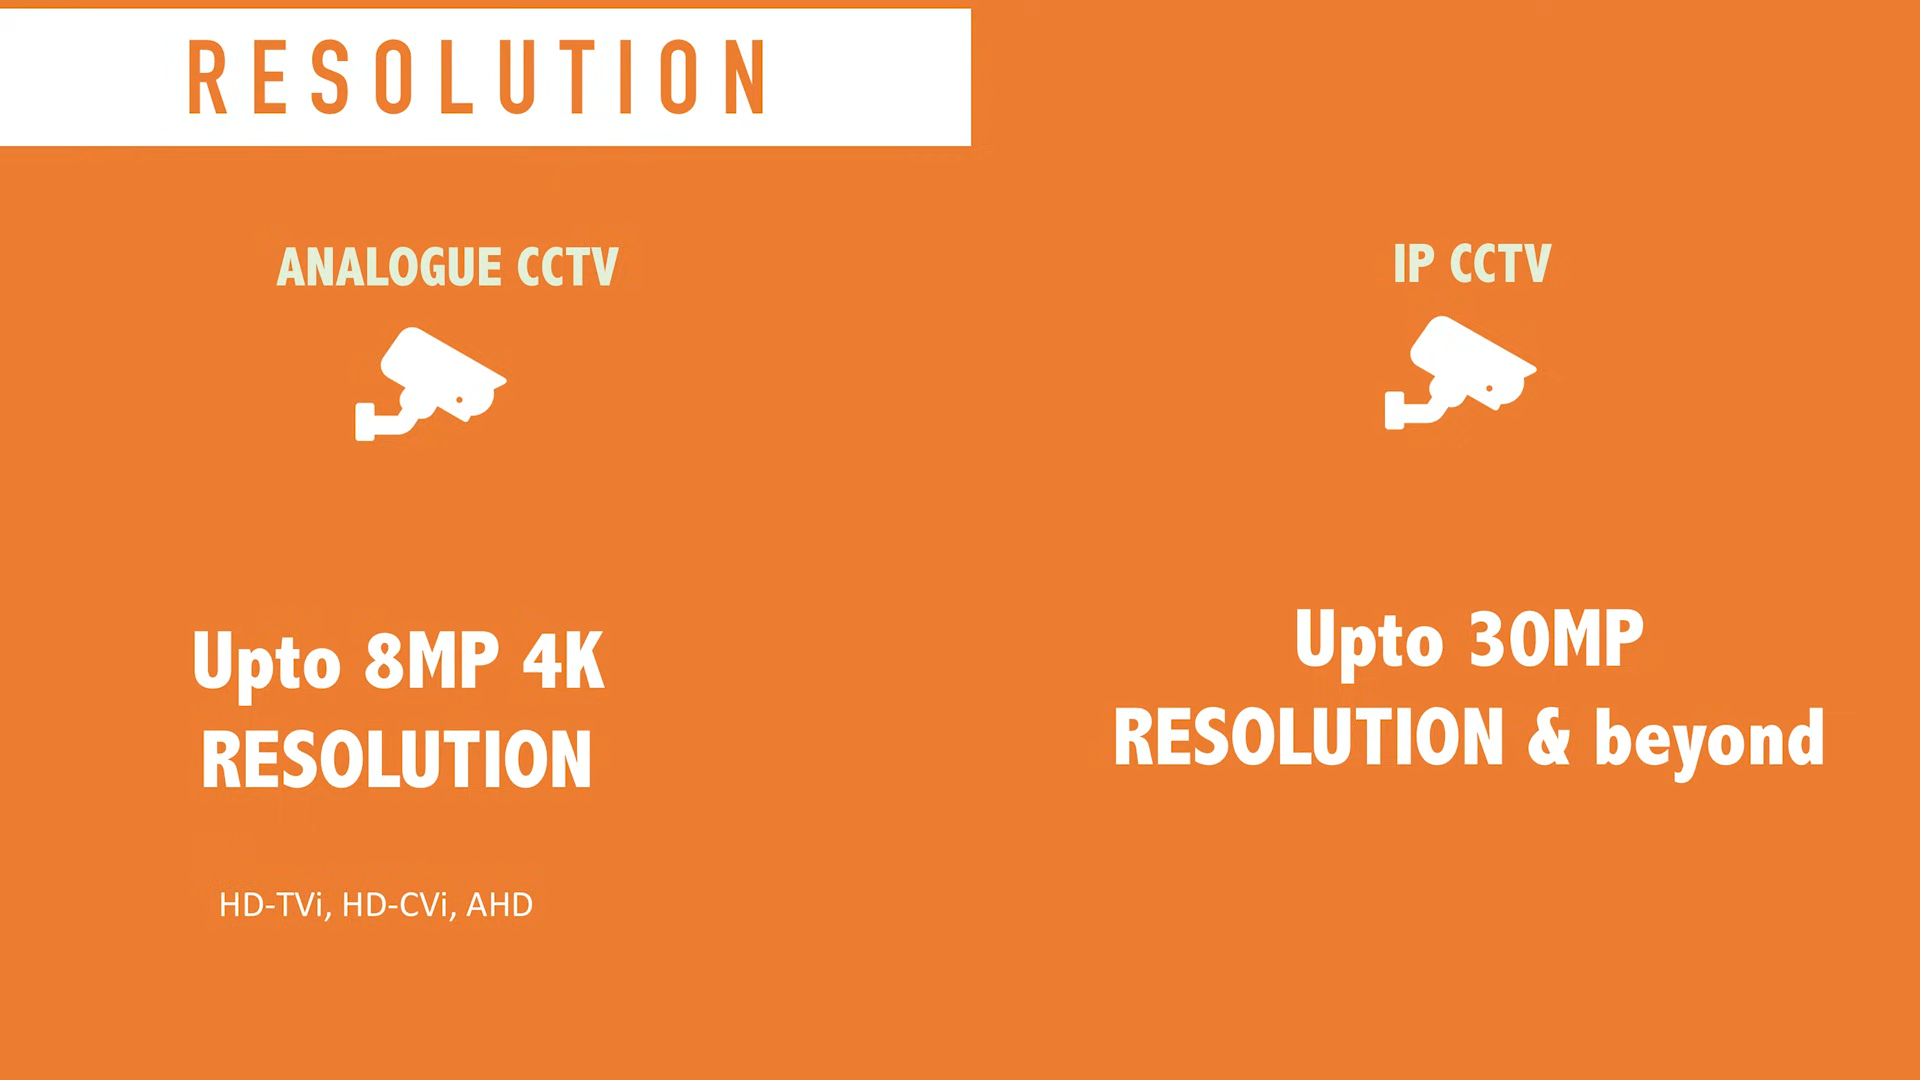 RESOLUTION
ANALOGUE CCTV
Upto 8MP 4K
RESOLUTION
HD-TVi, HD-CVi, AHD
IP CCTV
Upto 30MP
RESOLUTION & beyond